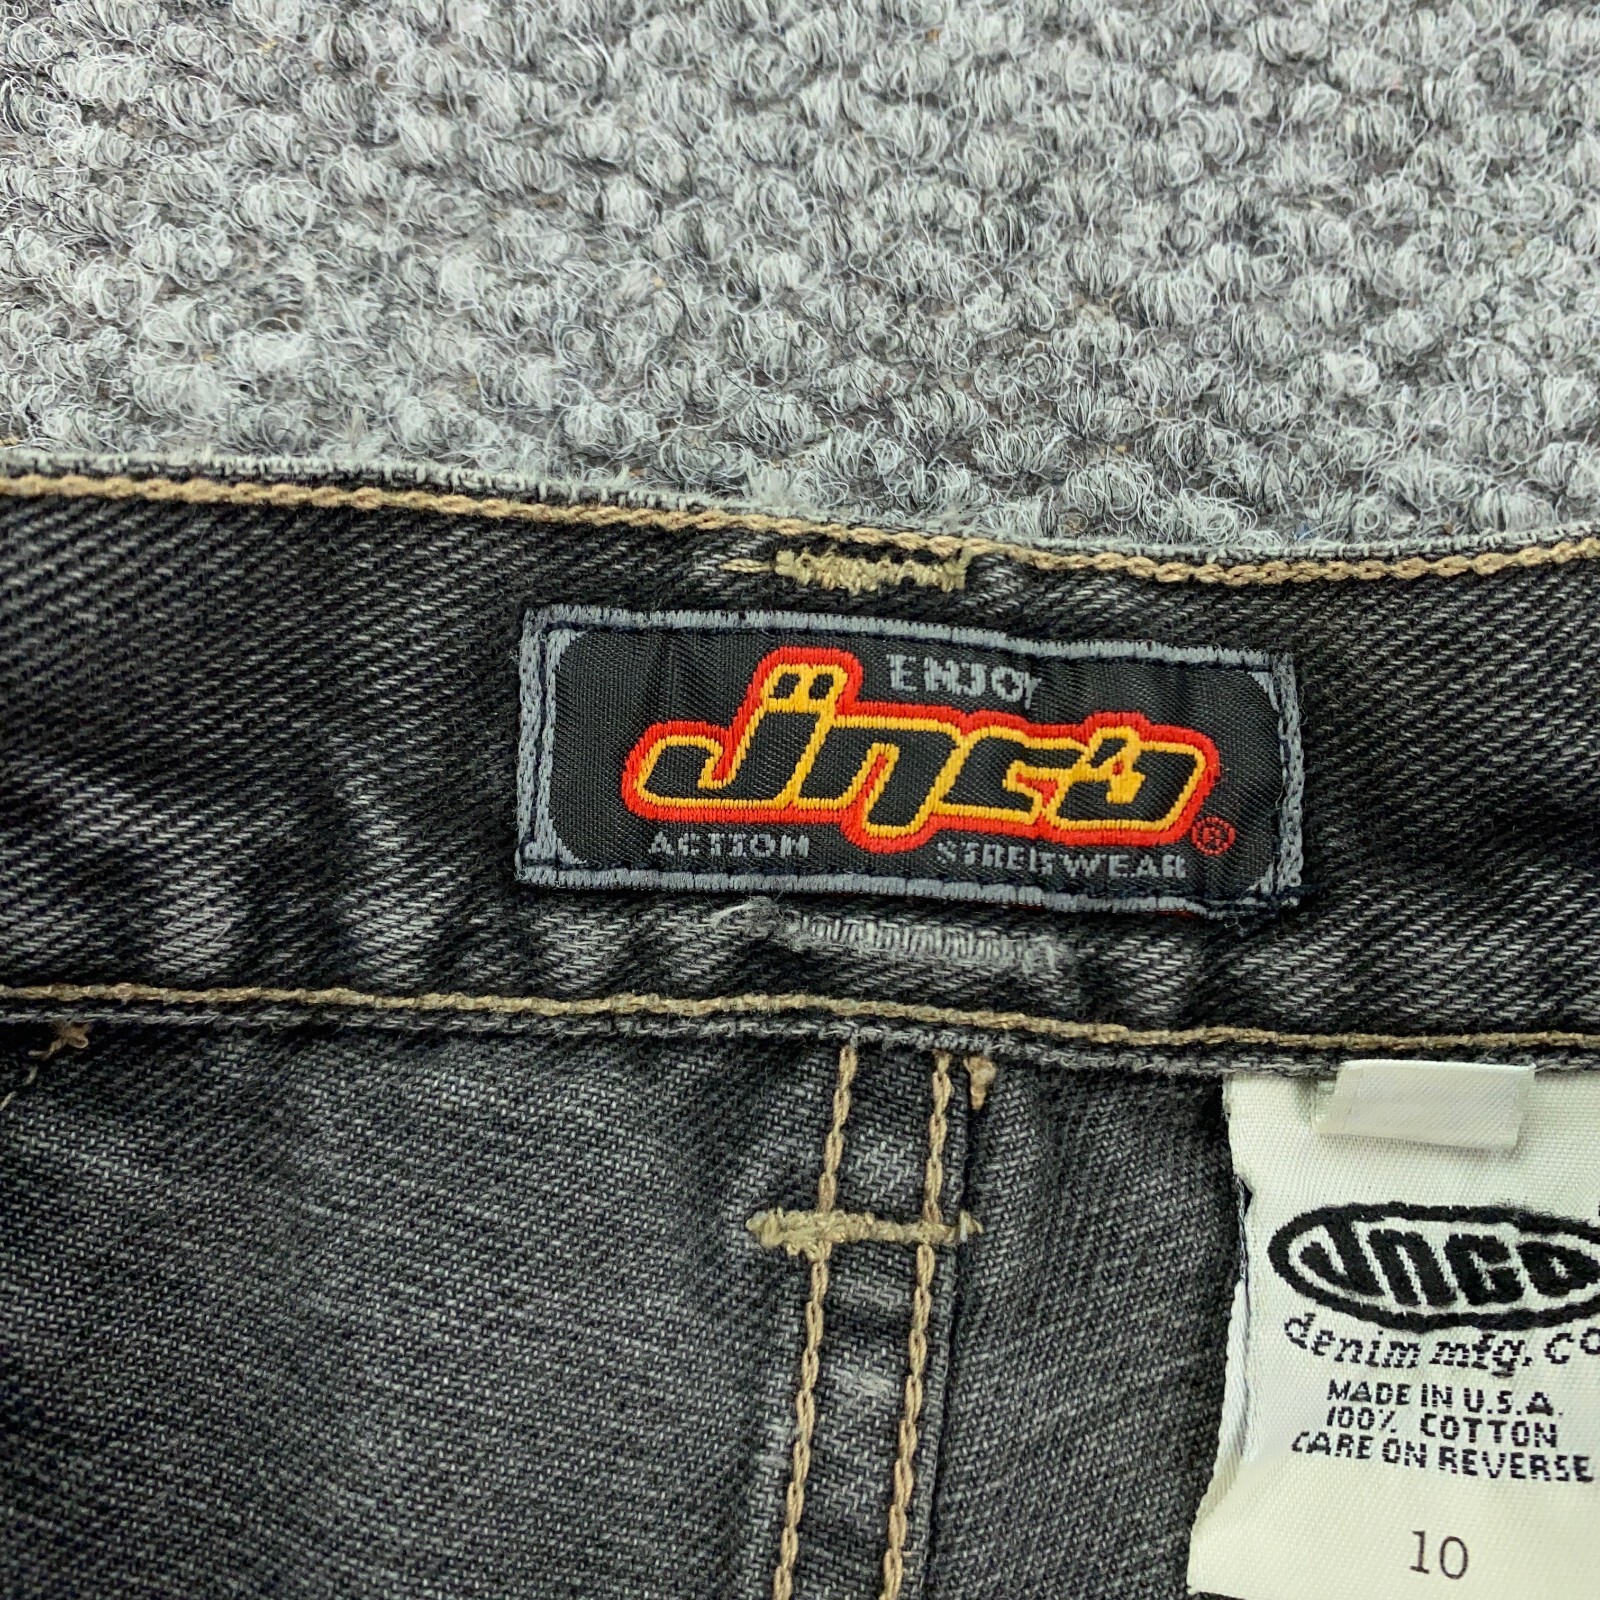 ENJOY
jnco's ®
ACTION STREETWEAR
JNCO
denim mfg. co
MADE IN U.S.A.
100% COTTON
CARE ON REVERSE
10